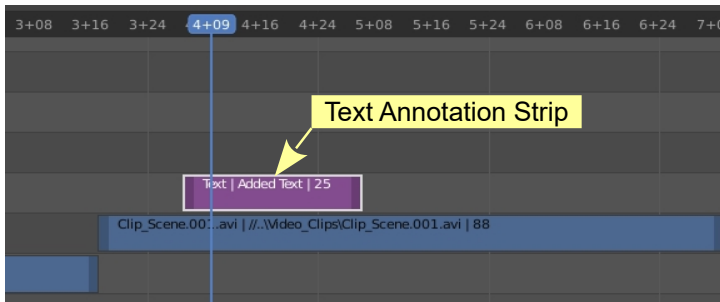 3+08 3+16 3+24 4+09 4+16 4+24 5+08 5+16 5+24 6+08 6+16 6+24 7+0
Text Annotation Strip
Text | Added Text | 25
Clip_Scene.001.avi | //..\Video_Clips\Clip_Scene.001.avi | 88